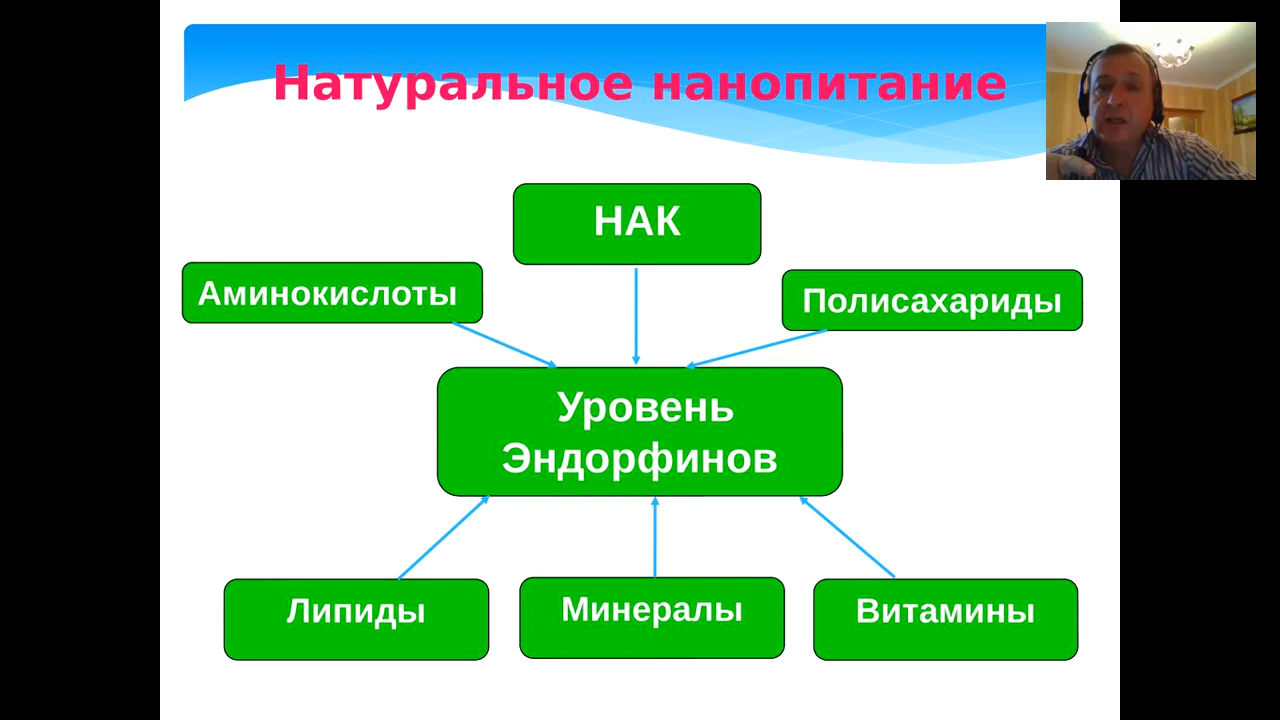 Натуральное нанопитание
НАК
Аминокислоты
Полисахариды
Уровень
Эндорфинов
Липиды
Минералы
Витамины